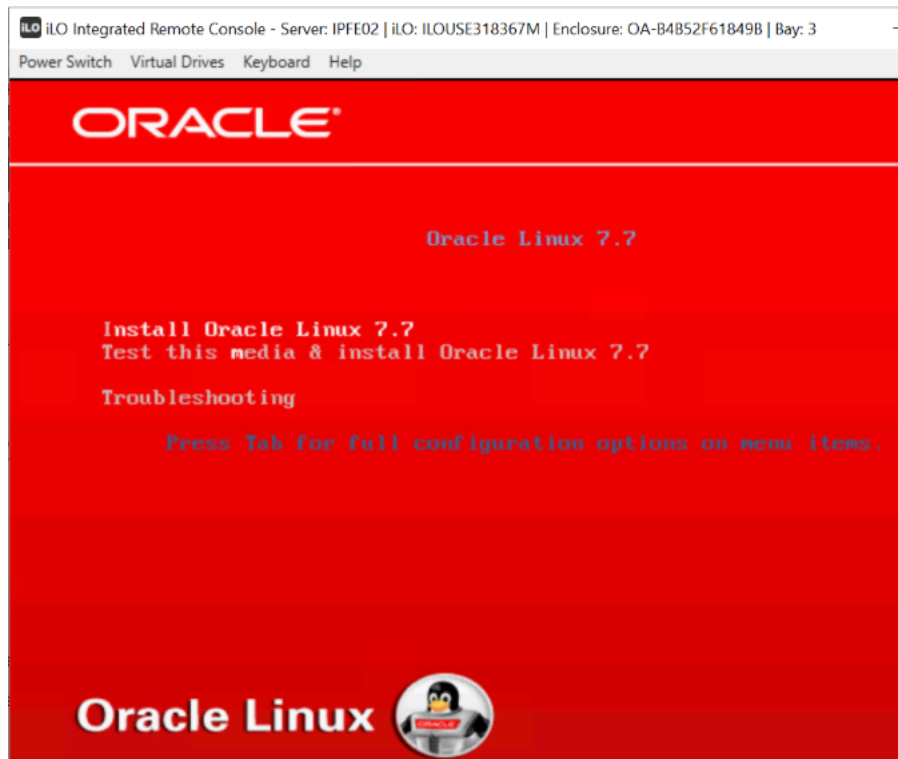 iLO iLO Integrated Remote Console - Server: IPFE02 | iLO: ILOUSE318367M | Enclosure: OA-B4B52F61849B | Bay: 3
Power Switch Virtual Drives Keyboard Help
ORACLE®
Oracle Linux 7.7
Install Oracle Linux 7.7
Test this media & install Oracle Linux 7.7
Troubleshooting
Press Tab for full configuration options on menu items.
Oracle Linux
ORACLE